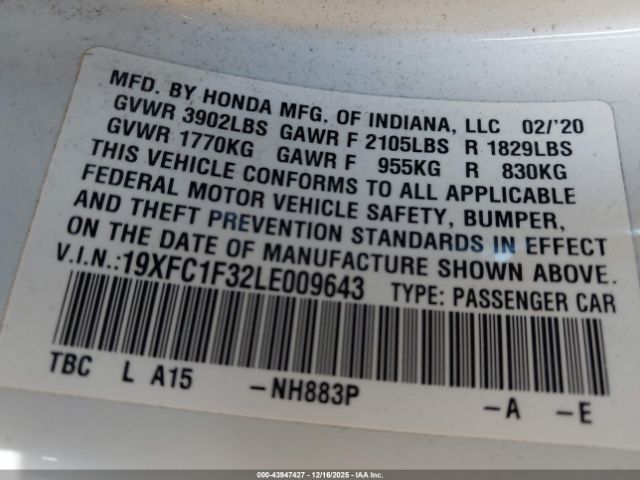 MFD. BY HONDA MFG. OF INDIANA, LLC 02/'20
GVWR 3902LBS GAWR F 2105LBS R 1829LBS
GVWR 1770KG GAWR F 955KG R 830KG
THIS VEHICLE CONFORMS TO ALL APPLICABLE
FEDERAL MOTOR VEHICLE SAFETY, BUMPER,
AND THEFT PREVENTION STANDARDS IN EFFECT
ON THE DATE OF MANUFACTURE SHOWN ABOVE.
V.I.N.:19XFC1F32LE009643 TYPE: PASSENGER CAR
TBC L A15 -NH883P -A -E
000-43947427 - 12/16/2025 - IAAI.com